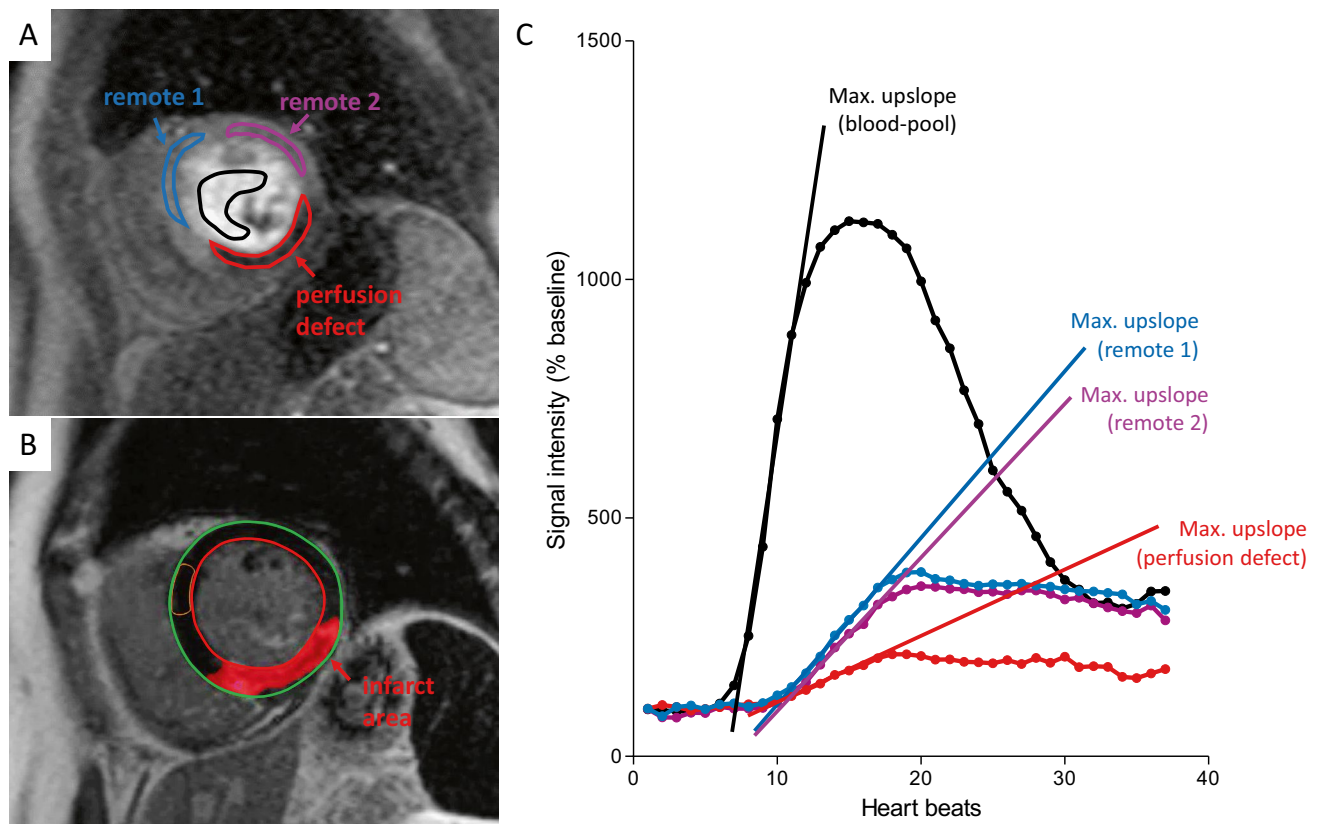 A
remote 1
remote 2
perfusion
defect
B
infarct
area
C
1500
1000
500
0
0
10
20
30
40
Signal intensity (% baseline)
Heart beats
Max. upslope
(blood-pool)
Max. upslope
(remote 1)
Max. upslope
(remote 2)
Max. upslope
(perfusion defect)